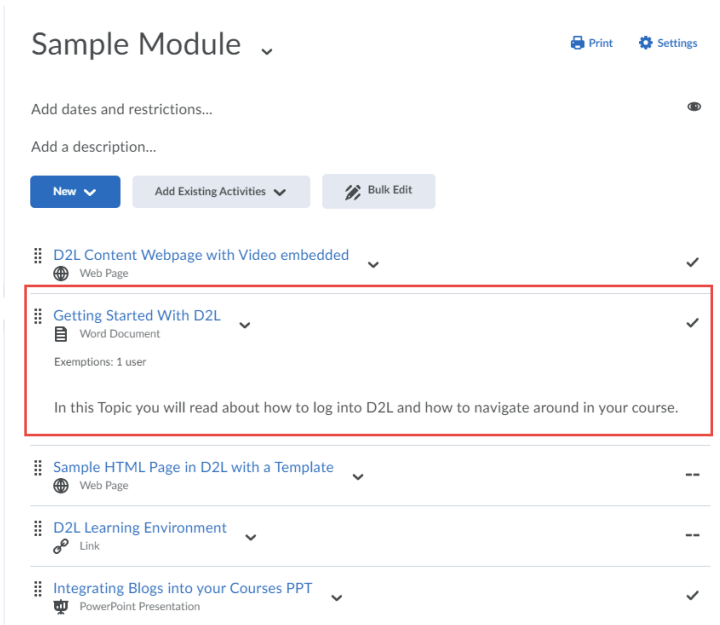 Sample Module
Print
Settings
Add dates and restrictions...
Add a description...
New
Add Existing Activities
Bulk Edit
D2L Content Webpage with Video embedded
Web Page
Getting Started With D2L
Word Document
Exemptions: 1 user
In this Topic you will read about how to log into D2L and how to navigate around in your course.
Sample HTML Page in D2L with a Template
Web Page
--
D2L Learning Environment
Link
--
Integrating Blogs into your Courses PPT
PowerPoint Presentation